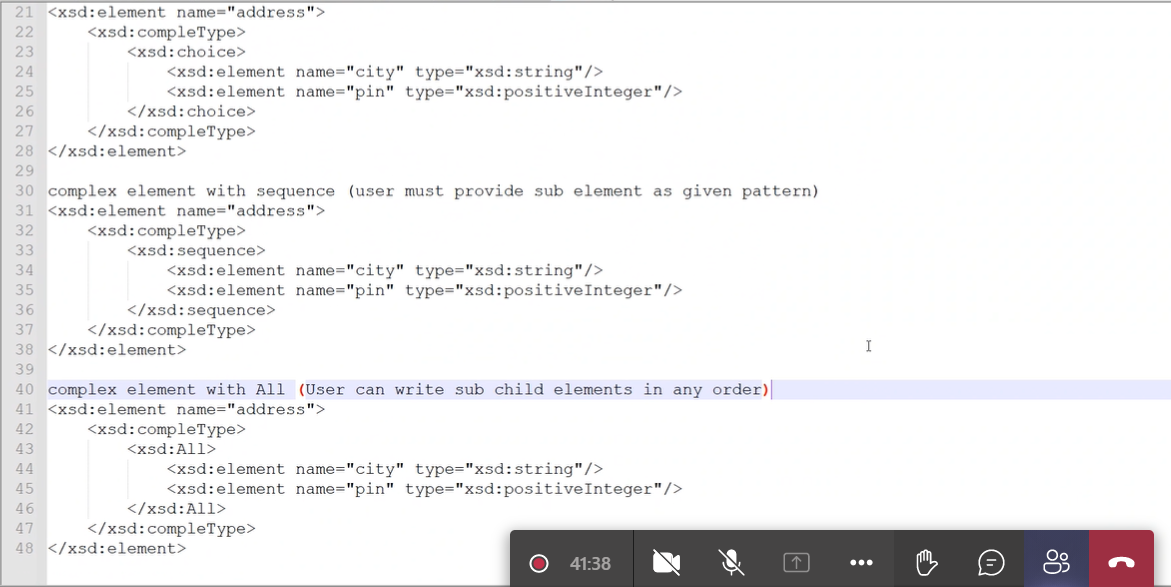 21 <xsd:element name="address">
22 <xsd:compleType>
23 <xsd:choice>
24 <xsd:element name="city" type="xsd:string"/>
25 <xsd:element name="pin" type="xsd:positiveInteger"/>
26 </xsd:choice>
27 </xsd:compleType>
28 </xsd:element>
29
30 complex element with sequence (user must provide sub element as given pattern)
31 <xsd:element name="address">
32 <xsd:compleType>
33 <xsd:sequence>
34 <xsd:element name="city" type="xsd:string"/>
35 <xsd:element name="pin" type="xsd:positiveInteger"/>
36 </xsd:sequence>
37 </xsd:compleType>
38 </xsd:element>
39
40 complex element with All (User can write sub child elements in any order)
41 <xsd:element name="address">
42 <xsd:compleType>
43 <xsd:All>
44 <xsd:element name="city" type="xsd:string"/>
45 <xsd:element name="pin" type="xsd:positiveInteger"/>
46 </xsd:All>
47 </xsd:compleType>
48 </xsd:element>
41:38